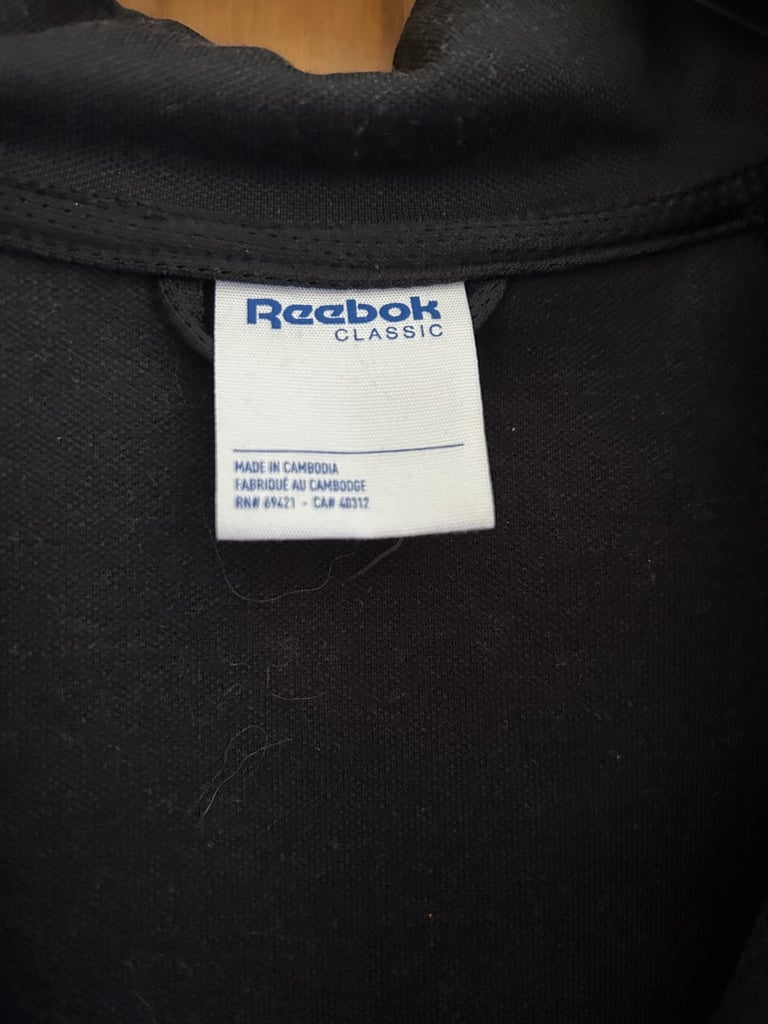 Reebok
CLASSIC
MADE IN CAMBODIA
FABRIQUÉ AU CAMBODGE
RN# 69421 - CA# 40312